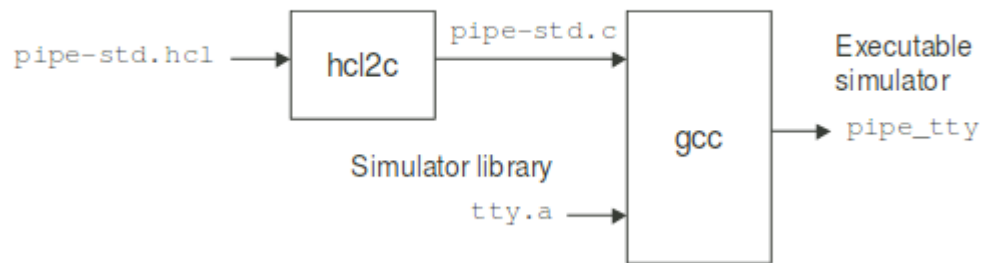 pipe-std.hcl
hcl2c
pipe-std.c
Simulator library
tty.a
gcc
Executable
simulator
pipe_tty